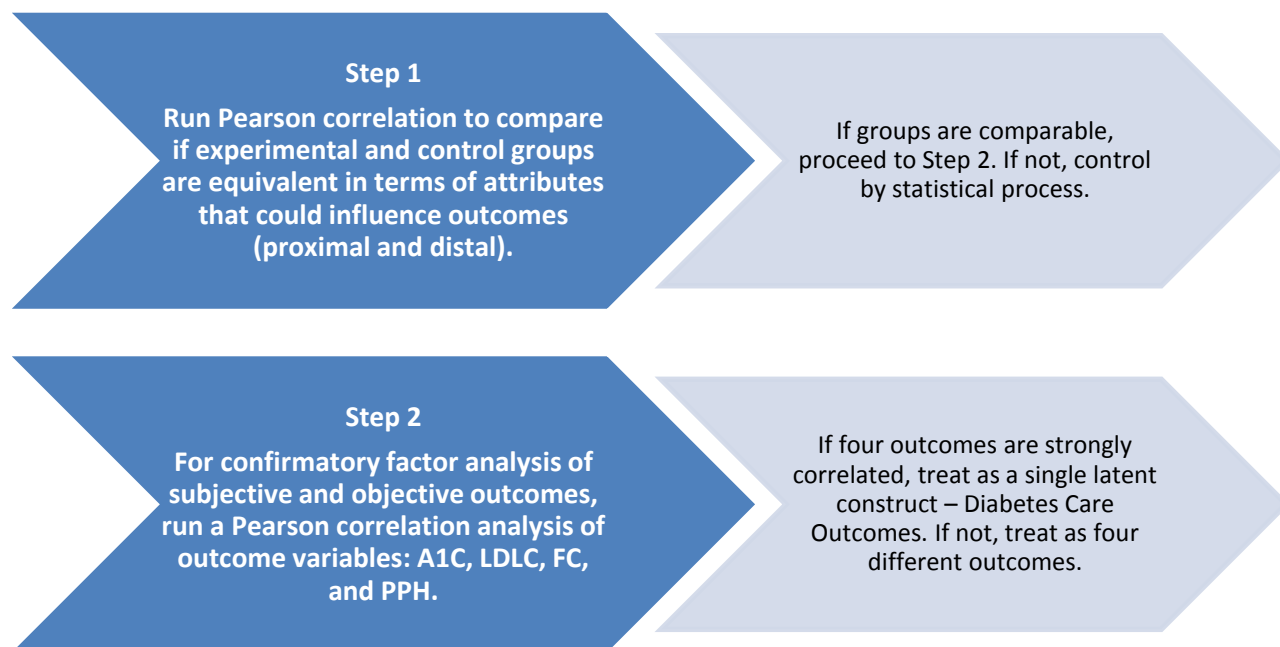 Step 1
Run Pearson correlation to compare
if experimental and control groups
are equivalent in terms of attributes
that could influence outcomes
(proximal and distal).
If groups are comparable,
proceed to Step 2. If not, control
by statistical process.
Step 2
For confirmatory factor analysis of
subjective and objective outcomes,
run a Pearson correlation analysis of
outcome variables: A1C, LDLC, FC,
and PPH.
If four outcomes are strongly
correlated, treat as a single latent
construct – Diabetes Care
Outcomes. If not, treat as four
different outcomes.